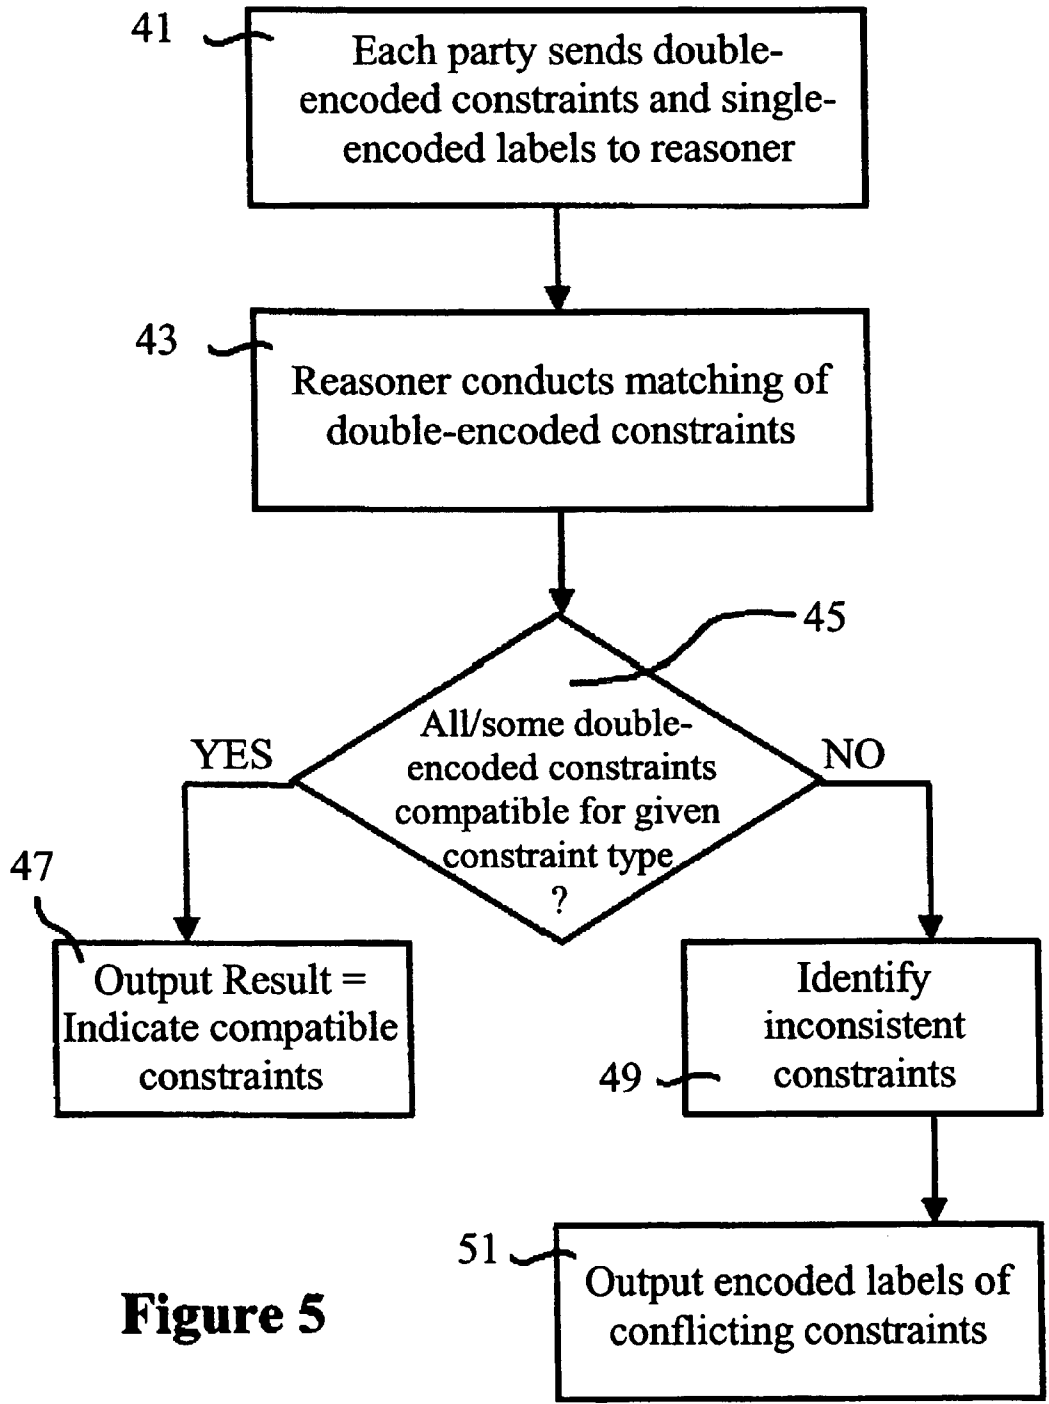 41
Each party sends double-
encoded constraints and single-
encoded labels to reasoner
43
Reasoner conducts matching of
double-encoded constraints
45
All/some double-
encoded constraints
compatible for given
constraint type
?
YES
NO
47
Output Result =
Indicate compatible
constraints
Identify
inconsistent
constraints
49
51
Output encoded labels of
conflicting constraints
Figure 5